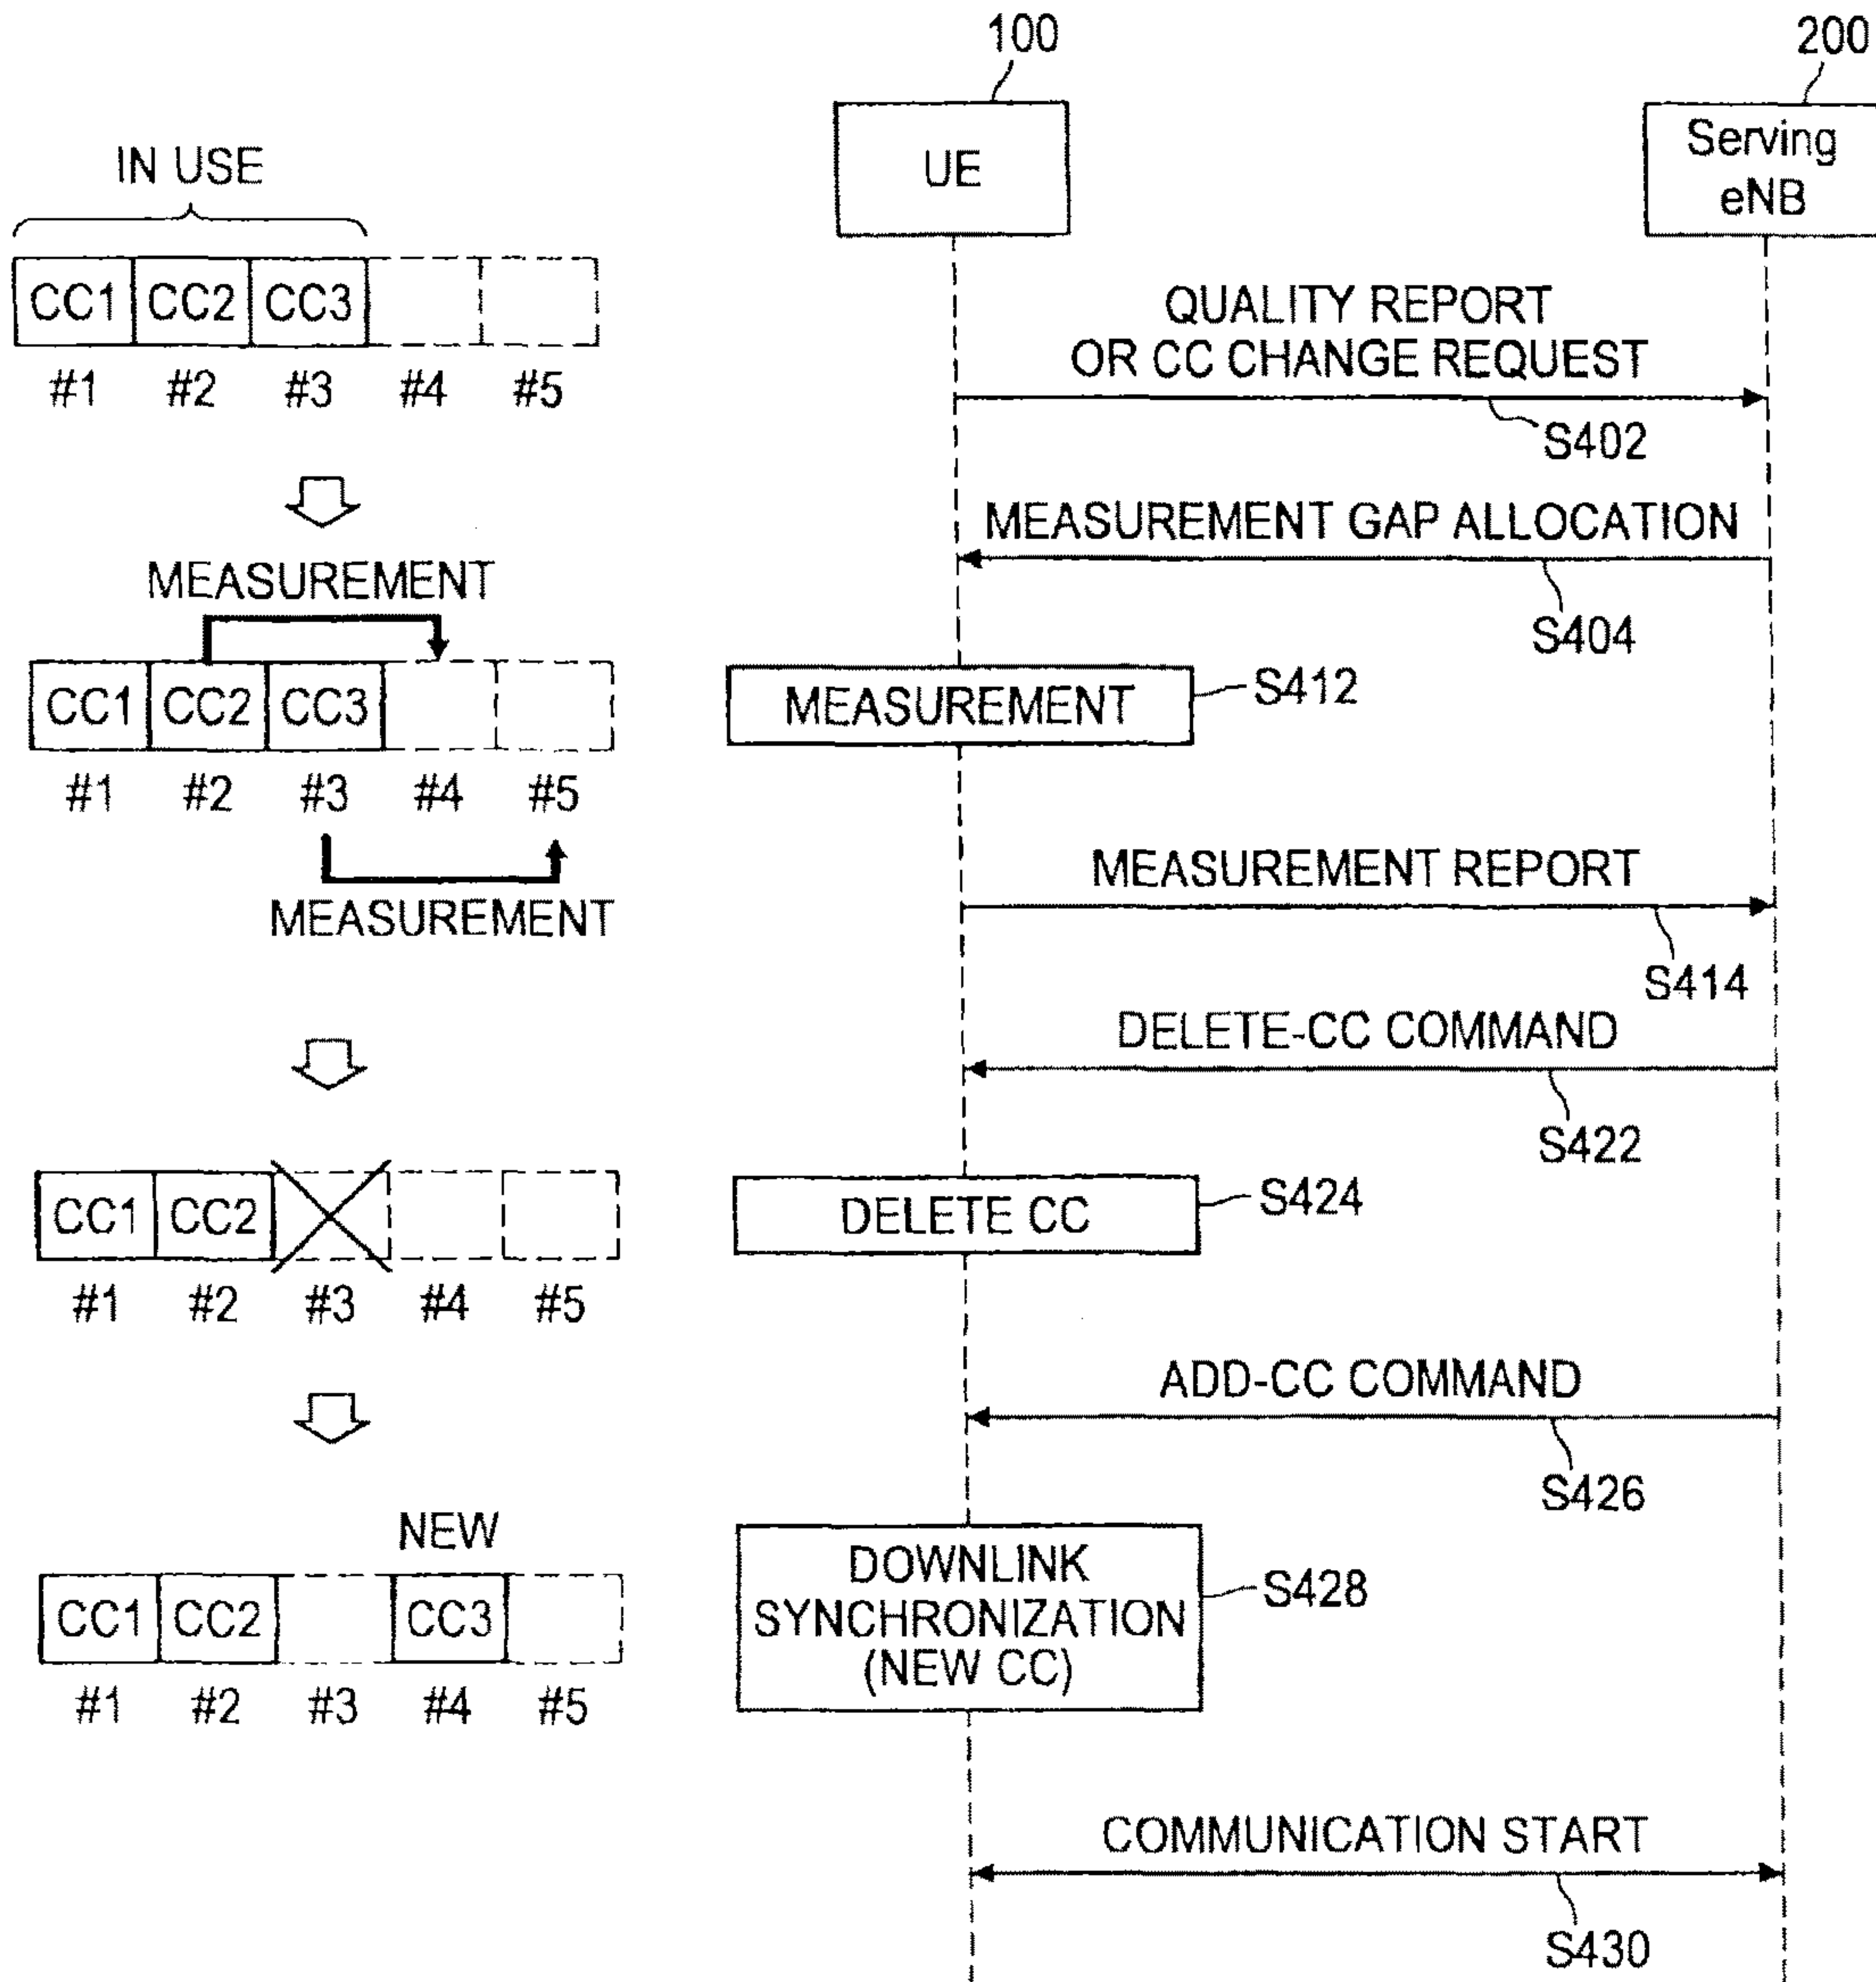 100
200
UE
Serving
eNB
IN USE
CC1 CC2 CC3
#1 #2 #3 #4 #5
QUALITY REPORT
OR CC CHANGE REQUEST
S402
MEASUREMENT GAP ALLOCATION
S404
MEASUREMENT
CC1 CC2 CC3
#1 #2 #3 #4 #5
MEASUREMENT
MEASUREMENT
S412
MEASUREMENT REPORT
S414
DELETE-CC COMMAND
S422
CC1 CC2
#1 #2 #3 #4 #5
DELETE CC
S424
ADD-CC COMMAND
S426
NEW
CC1 CC2 CC3
#1 #2 #3 #4 #5
DOWNLINK
SYNCHRONIZATION
(NEW CC)
S428
COMMUNICATION START
S430